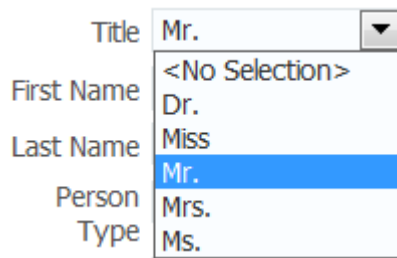 Title Mr.
<No Selection>
First Name Dr.
Last Name Miss
Mr.
Person Mrs.
Type Ms.